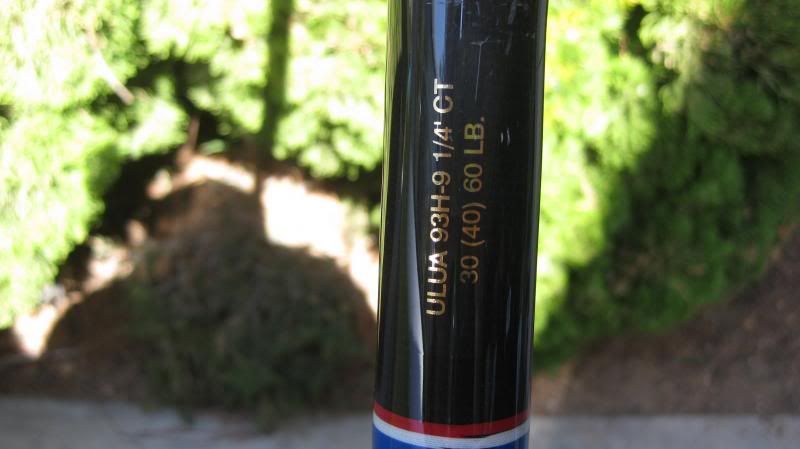 ULUA 93H-9 1/4' CT
30 (40) 60 LB.